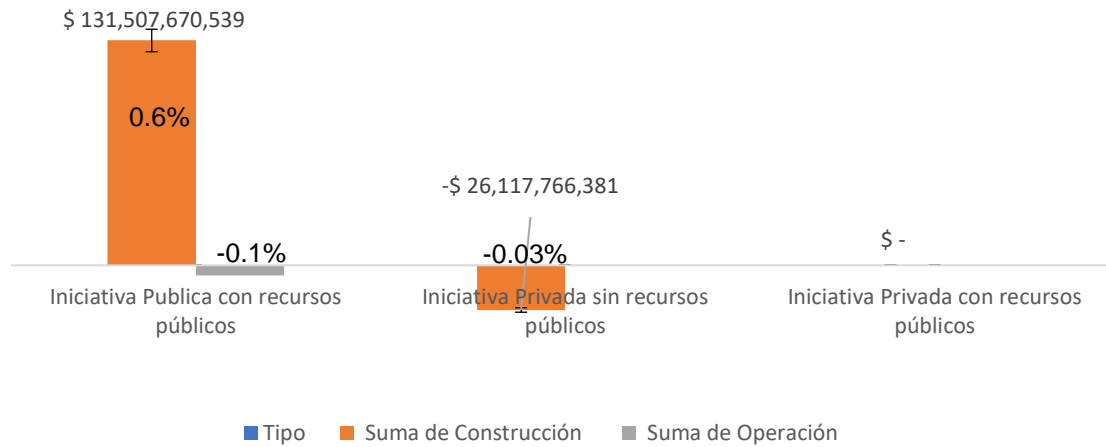 $ 131,507,670,539
0.6%
-$ 26,117,766,381
-0.1%
-0.03%
$ -
Iniciativa Publica con recursos
públicos
Iniciativa Privada sin recursos
públicos
Iniciativa Privada con recursos
públicos
Tipo
Suma de Construcción
Suma de Operación